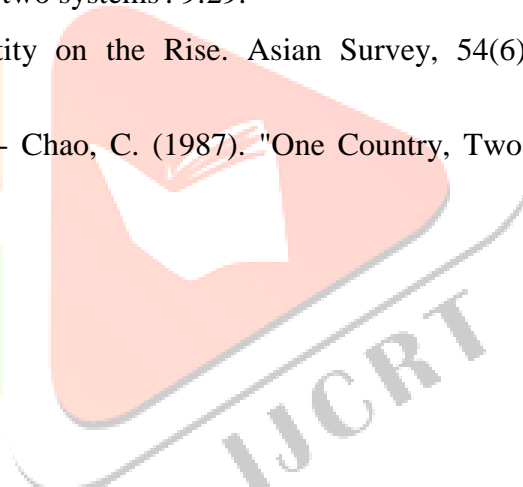 two systems'. 9.29.
tity on the Rise. Asian Survey, 54(6)
- Chao, C. (1987). "One Country, Two
IJCRT